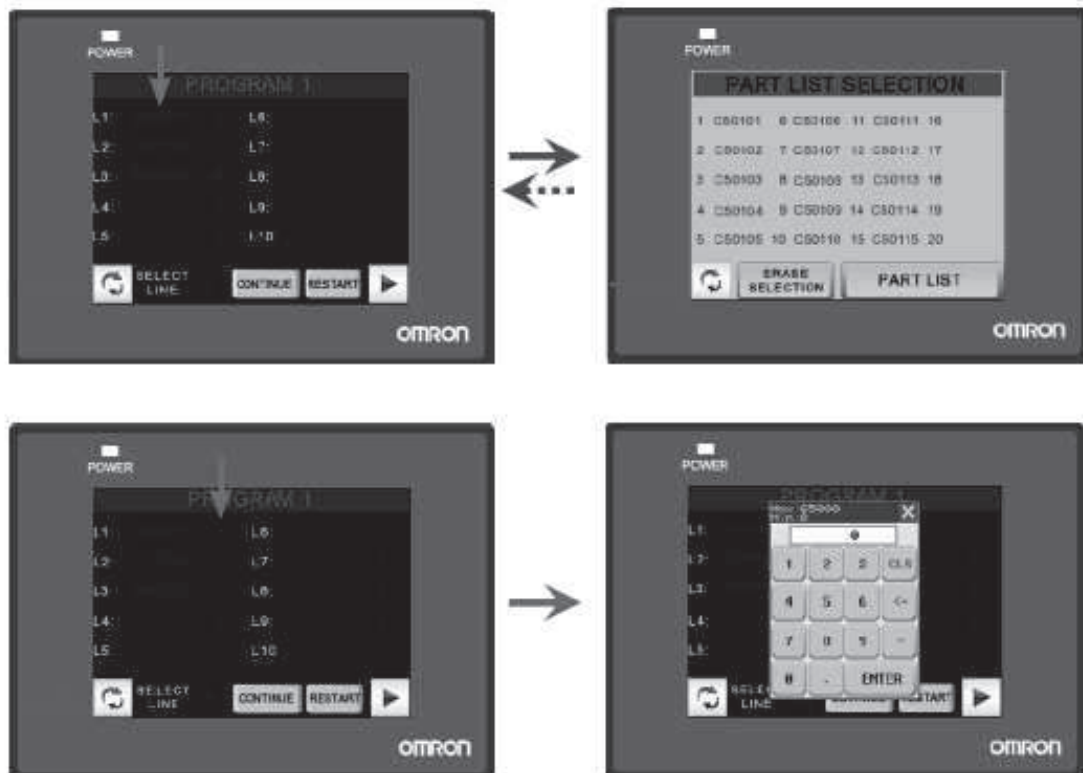 POWER
PROGRAM 1
L1: L6:
L2: L7:
L3: L8:
L4: L9:
L5: L10
SELECT LINE CONTINUE RESTART
OMRON
POWER
PART LIST SELECTION
1 CS0101 6 CS0106 11 CS0111 16
2 CS0102 7 CS0107 12 CS0112 17
3 CS0103 8 CS0108 13 CS0113 18
4 CS0104 9 CS0109 14 CS0114 19
5 CS0105 10 CS0110 15 CS0115 20
ERASE SELECTION PART LIST
OMRON
POWER
PROGRAM 1
L1: L6:
L2: L7:
L3: L8:
L4: L9:
L5: L10
SELECT LINE CONTINUE RESTART
OMRON
POWER
PROGRAM 1
X
L1: 0
L2: 1 2 3 CLR
L3: 4 5 6 <-
L4: 7 8 9 -
L5: 0 . ENTER
LINE
OMRON